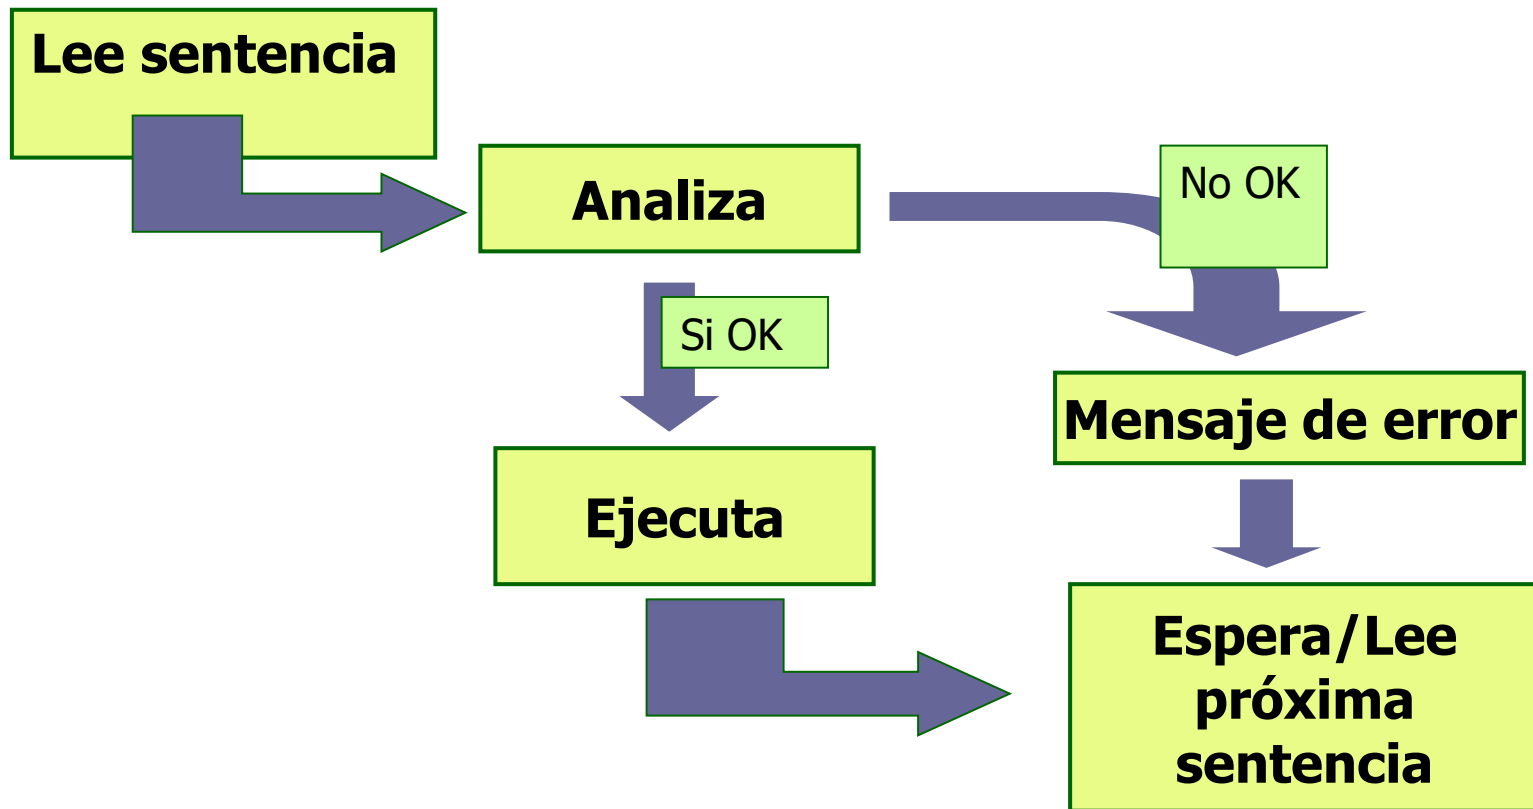 Lee sentencia
Analiza
No OK
Si OK
Mensaje de error
Ejecuta
Espera/Lee
próxima
sentencia